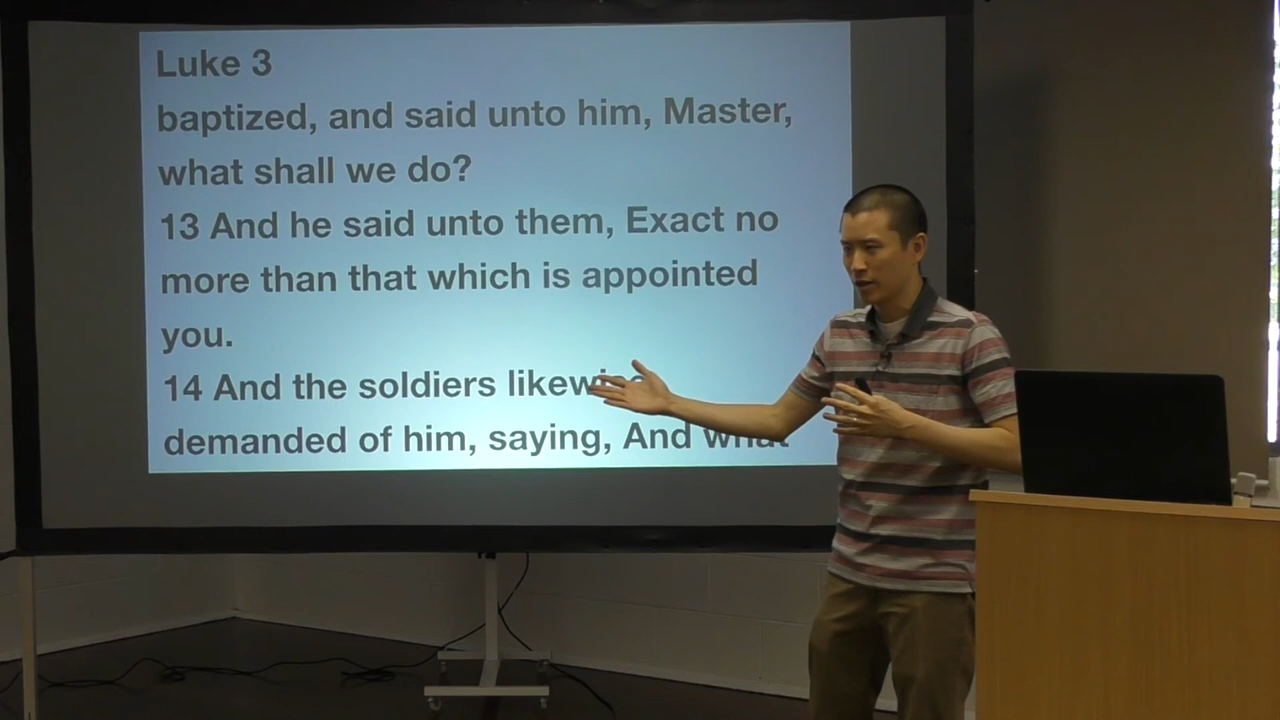 Luke 3
baptized, and said unto him, Master,
what shall we do?
13 And he said unto them, Exact no
more than that which is appointed
you.
14 And the soldiers likewise
demanded of him, saying, And what